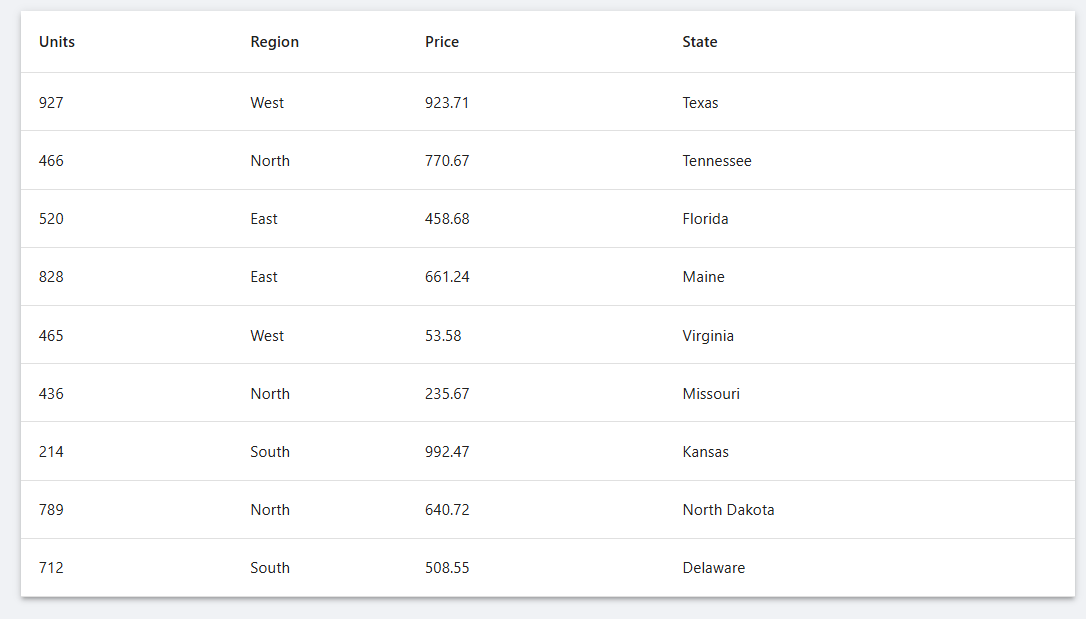 Units Region Price State
927 West 923.71 Texas
466 North 770.67 Tennessee
520 East 458.68 Florida
828 East 661.24 Maine
465 West 53.58 Virginia
436 North 235.67 Missouri
214 South 992.47 Kansas
789 North 640.72 North Dakota
712 South 508.55 Delaware